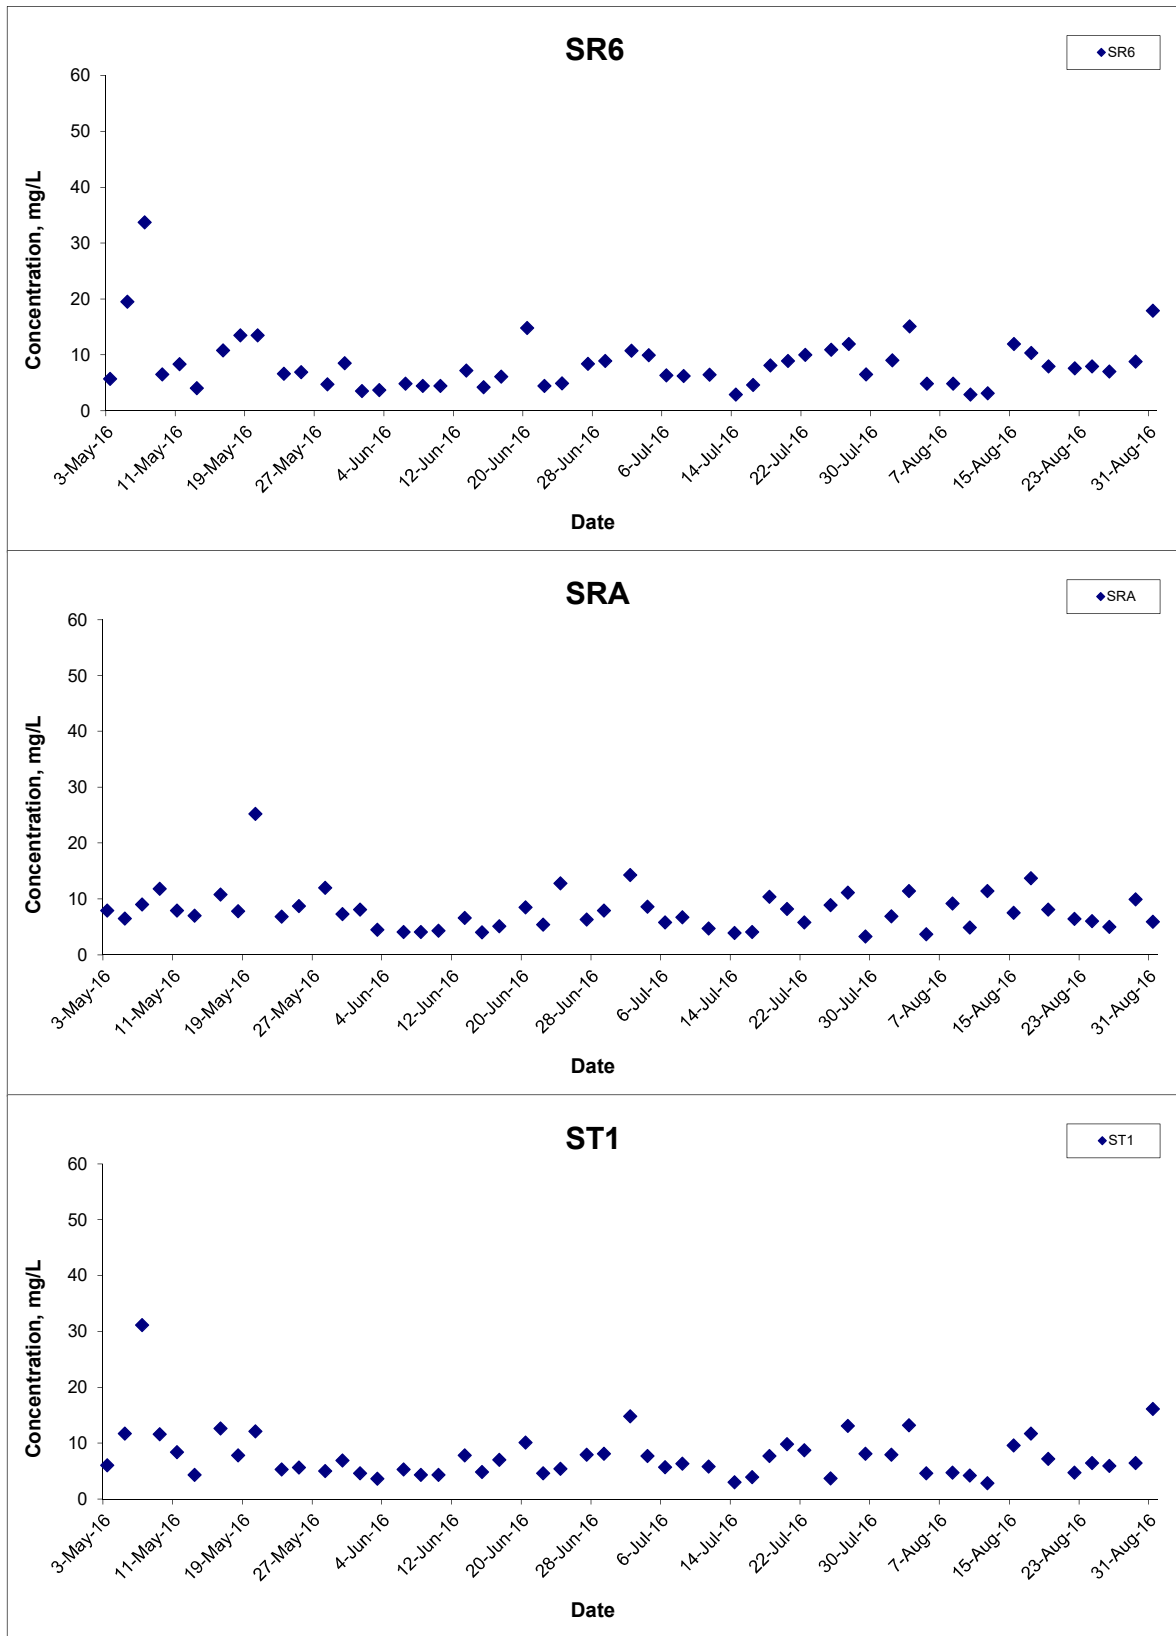 SR6
SR6
60
50
40
30
20
10
0
Concentration, mg/L
3-May-16
11-May-16
19-May-16
27-May-16
4-Jun-16
12-Jun-16
20-Jun-16
28-Jun-16
6-Jul-16
14-Jul-16
22-Jul-16
30-Jul-16
7-Aug-16
15-Aug-16
23-Aug-16
31-Aug-16
Date
SRA
SRA
60
50
40
30
20
10
0
Concentration, mg/L
3-May-16
11-May-16
19-May-16
27-May-16
4-Jun-16
12-Jun-16
20-Jun-16
28-Jun-16
6-Jul-16
14-Jul-16
22-Jul-16
30-Jul-16
7-Aug-16
15-Aug-16
23-Aug-16
31-Aug-16
Date
ST1
ST1
60
50
40
30
20
10
0
Concentration, mg/L
3-May-16
11-May-16
19-May-16
27-May-16
4-Jun-16
12-Jun-16
20-Jun-16
28-Jun-16
6-Jul-16
14-Jul-16
22-Jul-16
30-Jul-16
7-Aug-16
15-Aug-16
23-Aug-16
31-Aug-16
Date